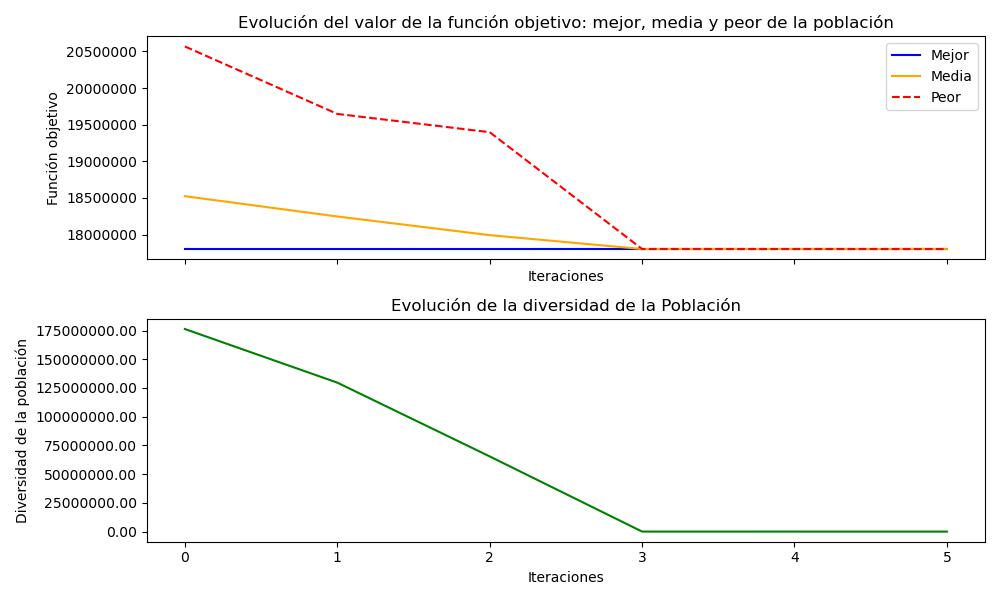 Evolución del valor de la función objetivo: mejor, media y peor de la población
Función objetivo
20500000
20000000
19500000
19000000
18500000
18000000
Mejor
Media
Peor
Iteraciones
Evolución de la diversidad de la Población
Diversidad de la población
175000000.00
150000000.00
125000000.00
100000000.00
75000000.00
50000000.00
25000000.00
0.00
0 1 2 3 4 5
Iteraciones